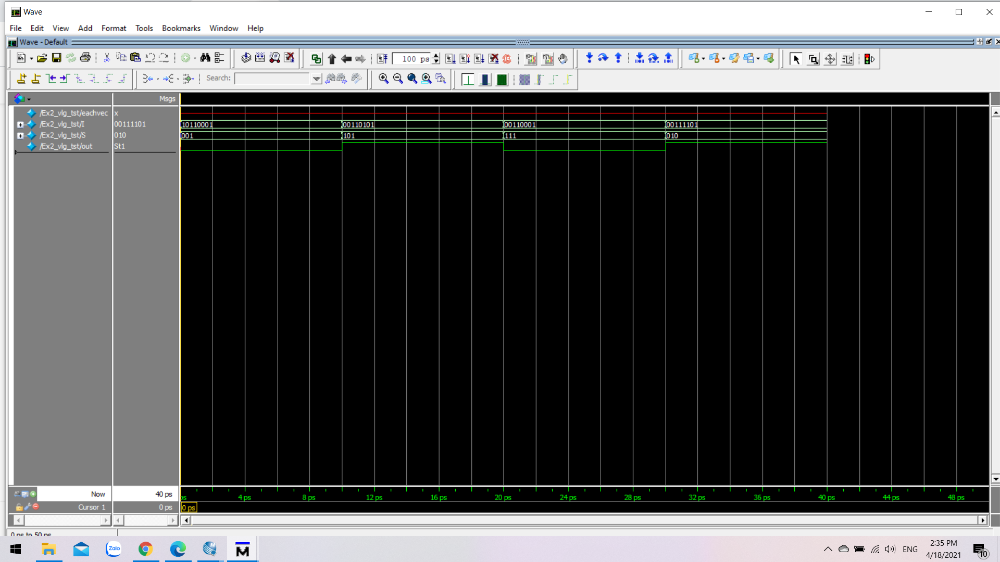 Wave
File Edit View Add Format Tools Bookmarks Window Help
Wave - Default
100 ps
Search:
Msgs
/Ex2_vlg_tst/eachvec x
/Ex2_vlg_tst/I 00111101 10110001 00110101 00110001 00111101
/Ex2_vlg_tst/S 010 001 101 111 010
/Ex2_vlg_tst/out St1
Now 40 ps ps 4 ps 8 ps 12 ps 16 ps 20 ps 24 ps 28 ps 32 ps 36 ps 40 ps 44 ps 48 ps
Cursor 1 0 ps 0 ps
0 ps to 50 ps
Zalo
M
ENG
2:35 PM
4/18/2021
10